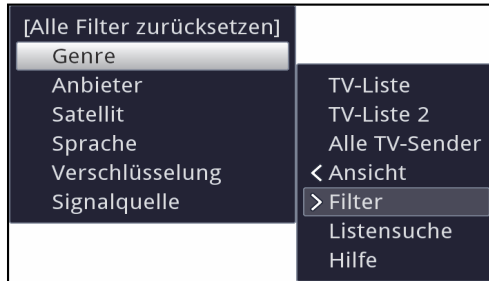 [Alle Filter zurücksetzen]
Genre
Anbieter
Satellit
Sprache
Verschlüsselung
Signalquelle
TV-Liste
TV-Liste 2
Alle TV-Sender
< Ansicht
> Filter
Listensuche
Hilfe